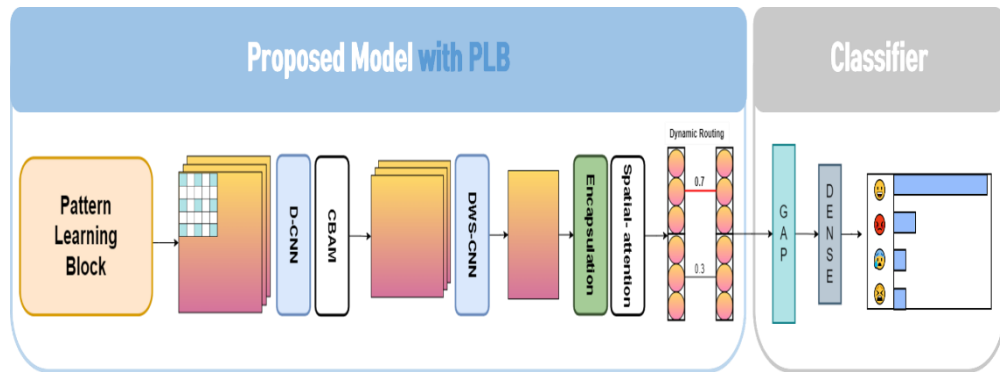 Proposed Model with PLB
Classifier
Pattern
Learning
Block
D-CNN
CBAM
DWS-CNN
Encapsulation
Spatial- attention
Dynamic Routing
0.7
0.3
GAP
DENSE